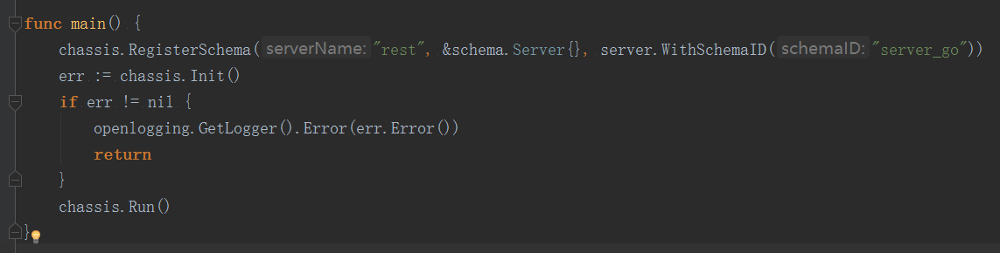 func main() {
    chassis.RegisterSchema( serverName: "rest", &schema.Server{}, server.WithSchemaID( schemaID: "server_go"))
    err := chassis.Init()
    if err != nil {
        openlogging.GetLogger().Error(err.Error())
        return
    }
    chassis.Run()
}